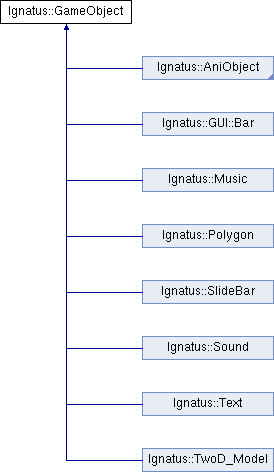 Ignatus::GameObject
Ignatus::AniObject
Ignatus::GUI::Bar
Ignatus::Music
Ignatus::Polygon
Ignatus::SlideBar
Ignatus::Sound
Ignatus::Text
Ignatus::TwoD_Model